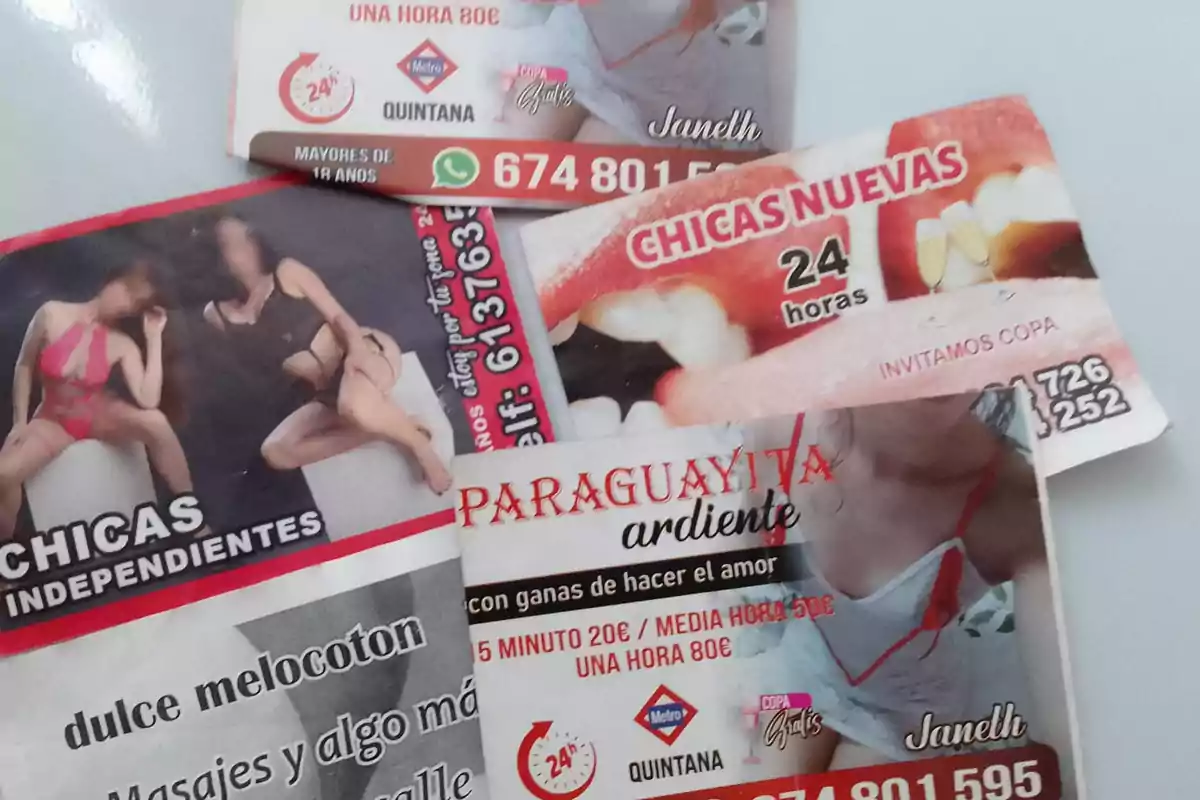 UNA HORA 80€
24h
Metro
QUINTANA
COPA
Gratis
Janeth
MAYORES DE
18 AÑOS
674 801
CHICAS NUEVAS
24
horas
INVITAMOS COPA
726
252
estoy por tu zona
elf: 6137635
CHICAS
INDEPENDIENTES
dulce melocoton
Masajes y algo má
alle
PARAGUAYITA
ardiente
con ganas de hacer el amor
5 MINUTO 20€ / MEDIA HORA 50€
UNA HORA 80€
24h
Metro
QUINTANA
COPA
Gratis
Janeth
674 801 595